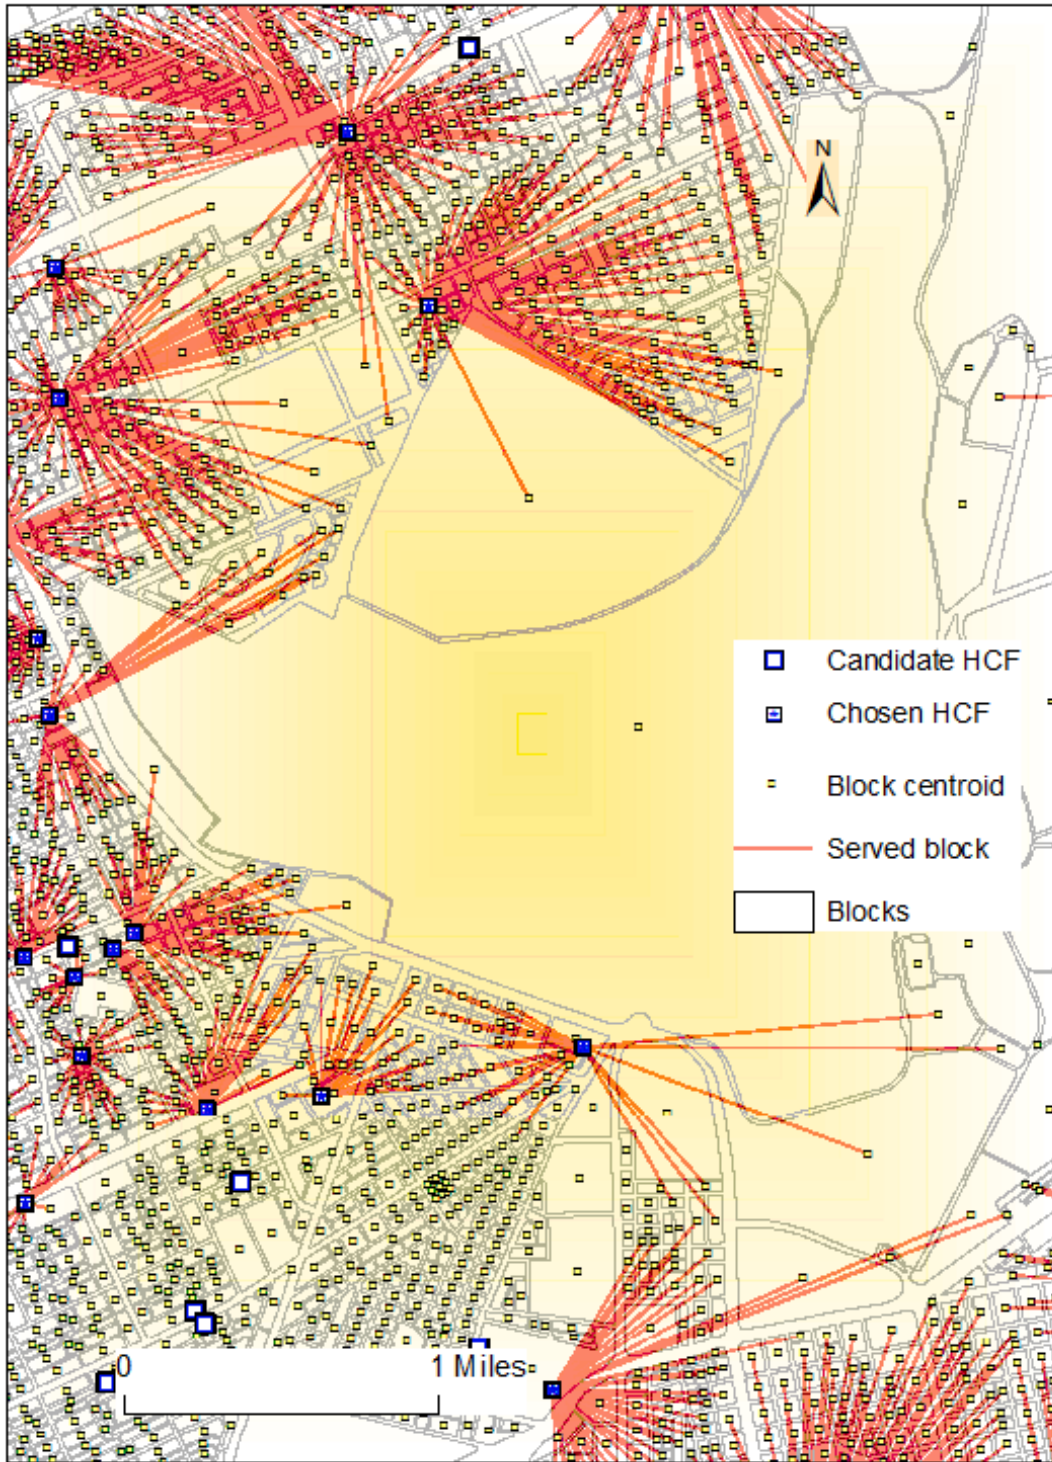 N
Candidate HCF
Chosen HCF
Block centroid
Served block
Blocks
0 1 Miles